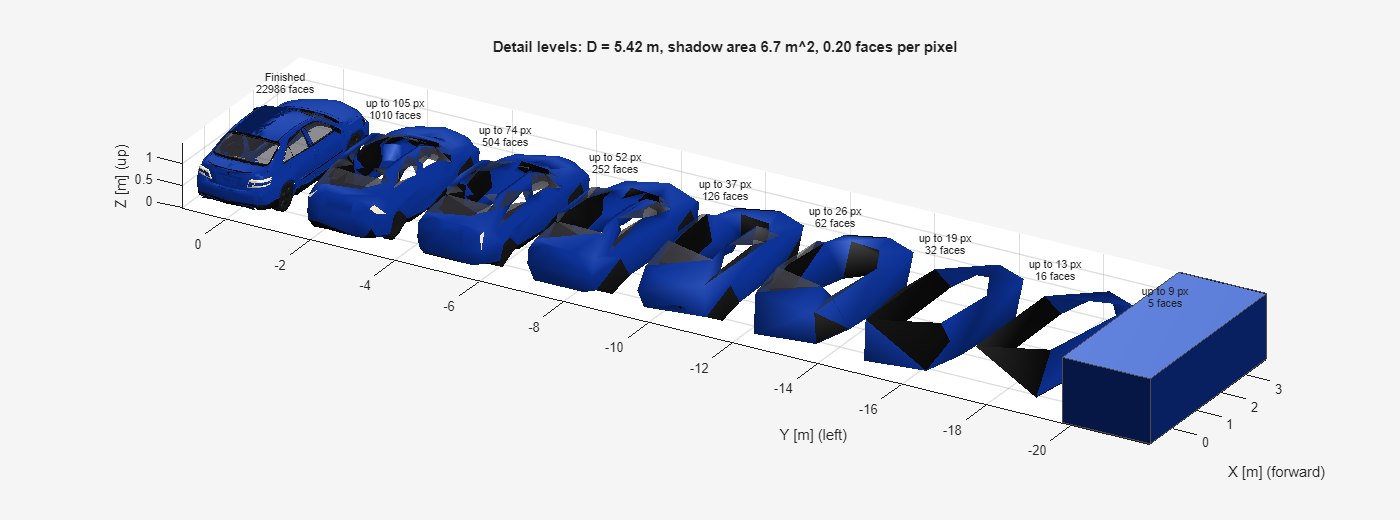 Detail levels: D = 5.42 m, shadow area 6.7 m^2, 0.20 faces per pixel
Finished
22986 faces
up to 105 px
1010 faces
up to 74 px
504 faces
up to 52 px
252 faces
up to 37 px
126 faces
up to 26 px
62 faces
up to 19 px
32 faces
up to 13 px
16 faces
up to 9 px
5 faces
Z [m] (up)
1
0.5
0
0
-2
-4
-6
-8
-10
-12
-14
-16
-18
-20
Y [m] (left)
0
1
2
3
X [m] (forward)